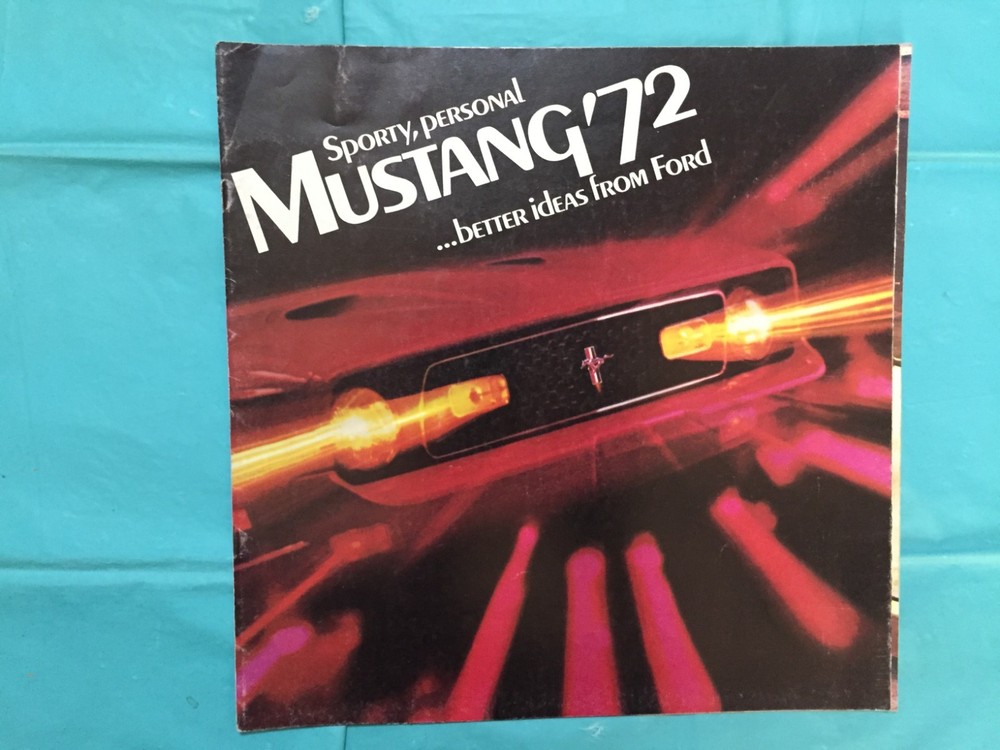 Sporty, personal
Mustang '72
...better ideas from Ford